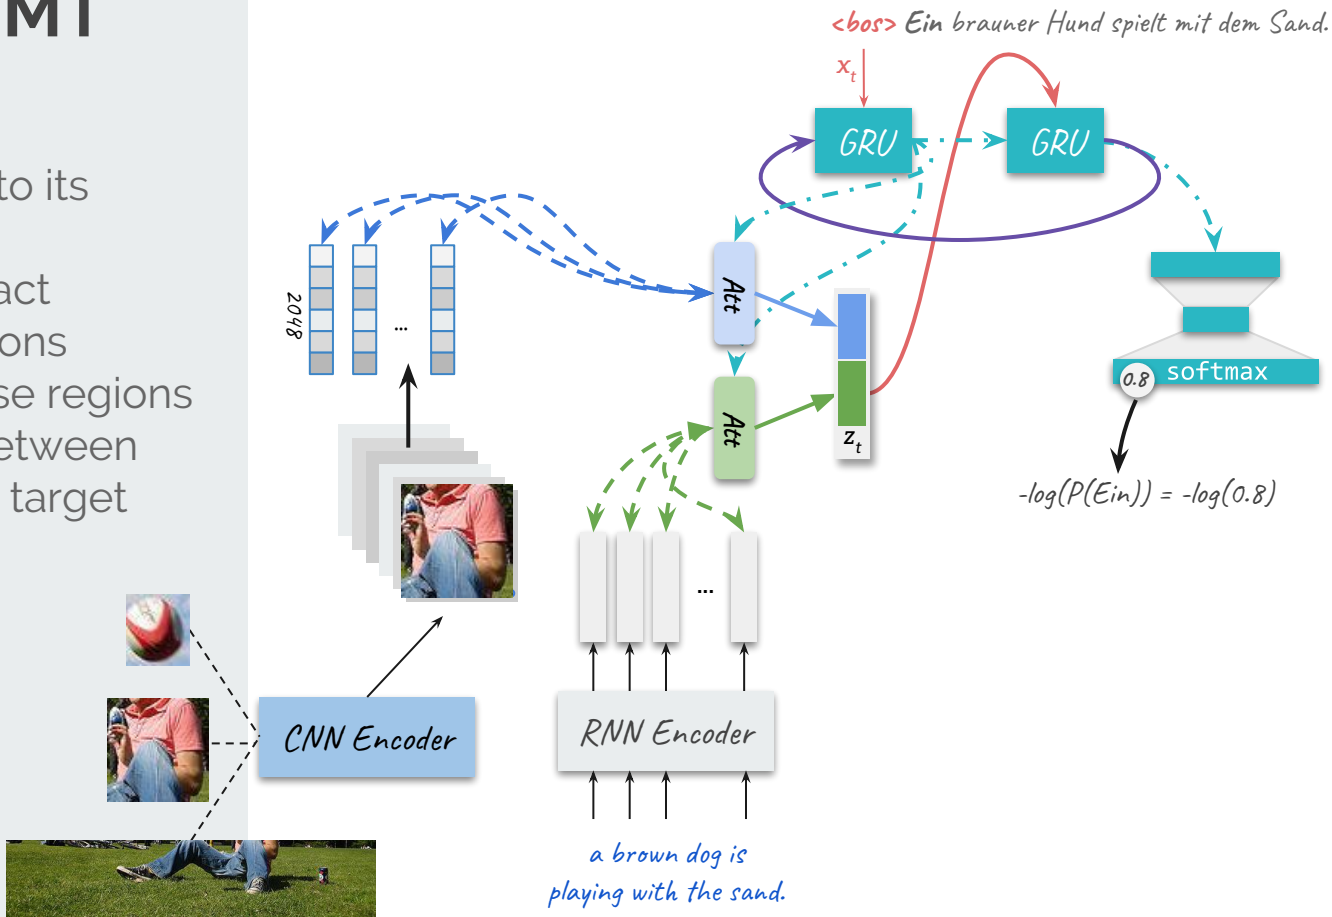 MT
to its
act
ons
se regions
etween
target
<bos> Ein brauner Hund spielt mit dem Sand.
xt
GRU
GRU
2048
...
Att
Att
zt
softmax
0.8
-log(P(Ein)) = -log(0.8)
...
CNN Encoder
RNN Encoder
a brown dog is
playing with the sand.